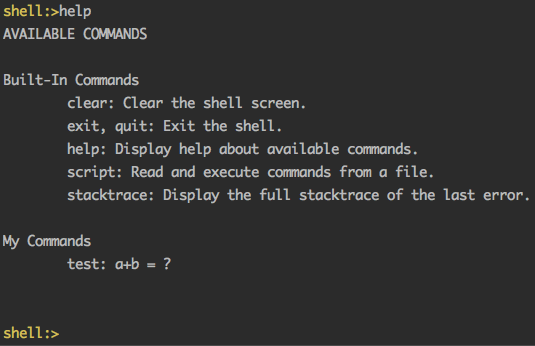 shell:>help
AVAILABLE COMMANDS
Built-In Commands
clear: Clear the shell screen.
exit, quit: Exit the shell.
help: Display help about available commands.
script: Read and execute commands from a file.
stacktrace: Display the full stacktrace of the last error.
My Commands
test: a+b = ?
shell:>